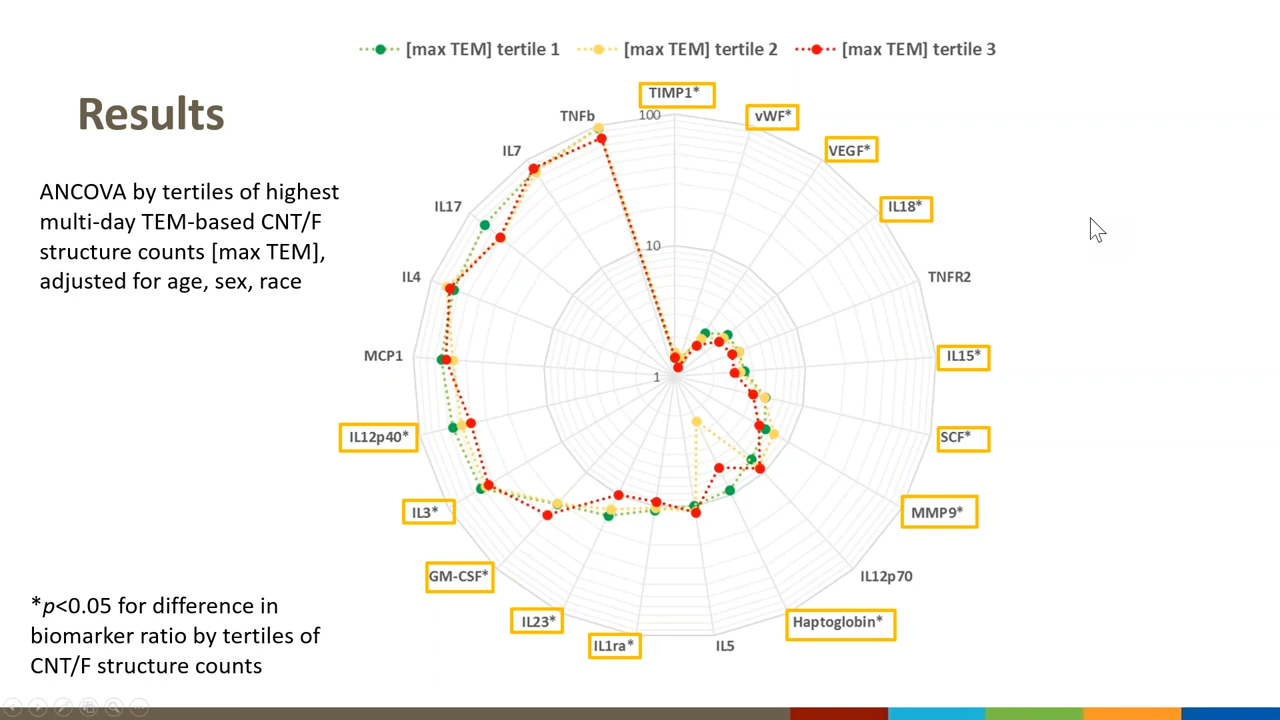 [max TEM] tertile 1 [max TEM] tertile 2 [max TEM] tertile 3
Results
ANCOVA by tertiles of highest
multi-day TEM-based CNT/F
structure counts [max TEM],
adjusted for age, sex, race
*p<0.05 for difference in
biomarker ratio by tertiles of
CNT/F structure counts
TIMP1*
vWF*
VEGF*
IL18*
TNFR2
IL15*
SCF*
MMP9*
IL12p70
Haptoglobin*
IL5
IL1ra*
IL23*
GM-CSF*
IL3*
IL12p40*
MCP1
IL4
IL17
IL7
TNFb
100
10
1